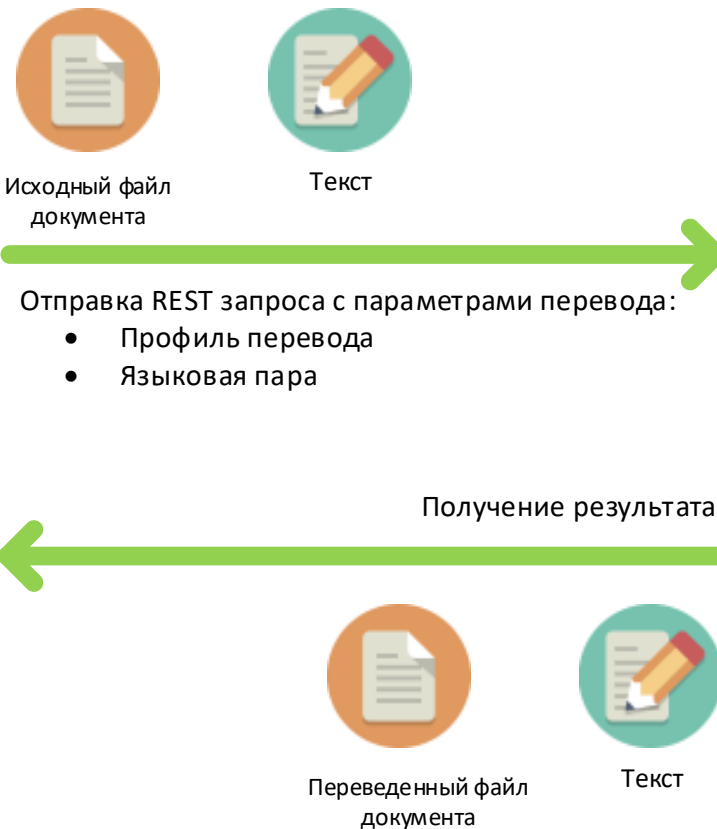 Исходный файл
документа
Текст
Отправка REST запроса с параметрами перевода:
• Профиль перевода
• Языковая пара
Получение результата
Переведенный файл
документа
Текст